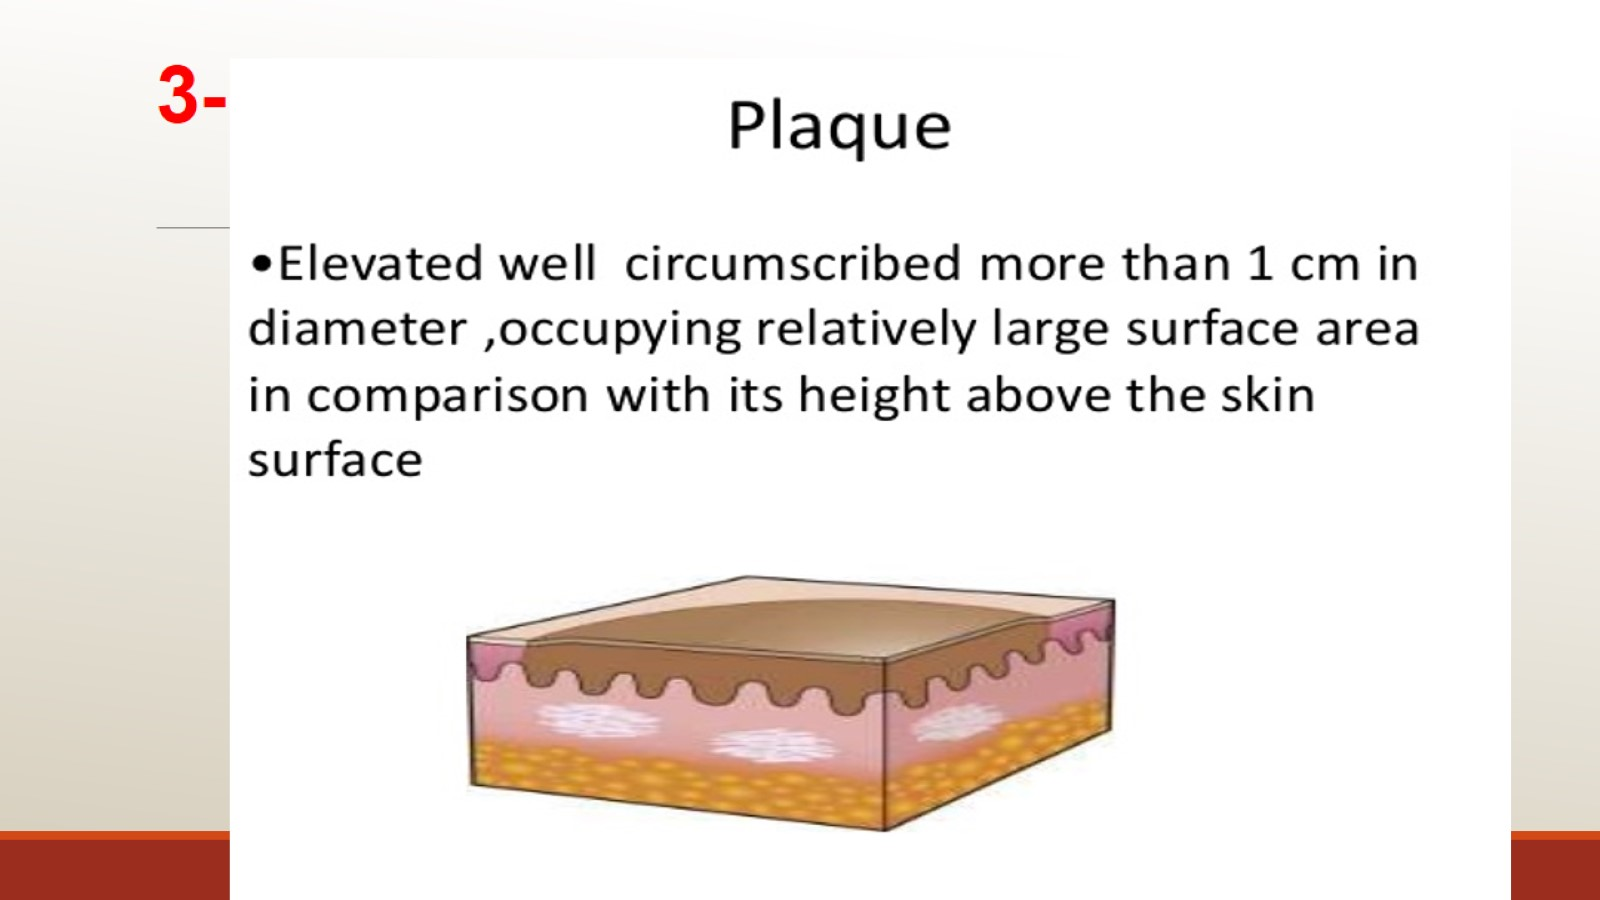 3-
Plaque
•Elevated well  circumscribed more than 1 cm in
diameter ,occupying relatively large surface area
in comparison with its height above the skin
surface